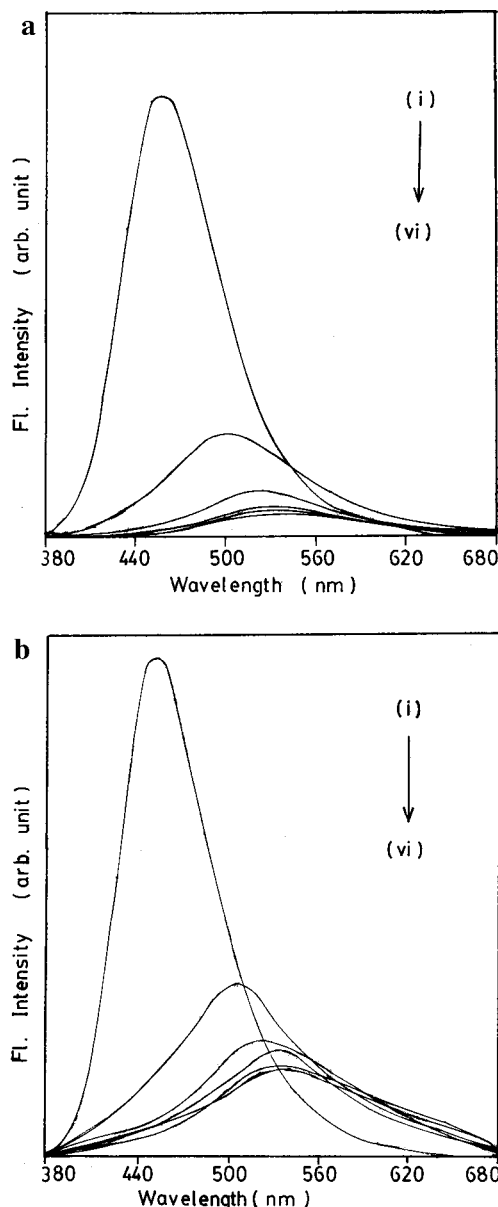 a
(i)
(vi)
Fl. Intensity (arb. unit)
380 440 500 560 620 680
Wavelength (nm)
b
(i)
(vi)
Fl. Intensity (arb. unit)
380 440 500 560 620 680
Wavelength (nm)